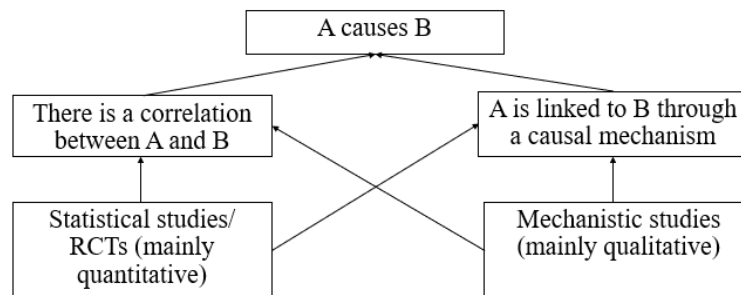 A causes B
There is a correlation
between A and B
A is linked to B through
a causal mechanism
Statistical studies/
RCTs (mainly
quantitative)
Mechanistic studies
(mainly qualitative)